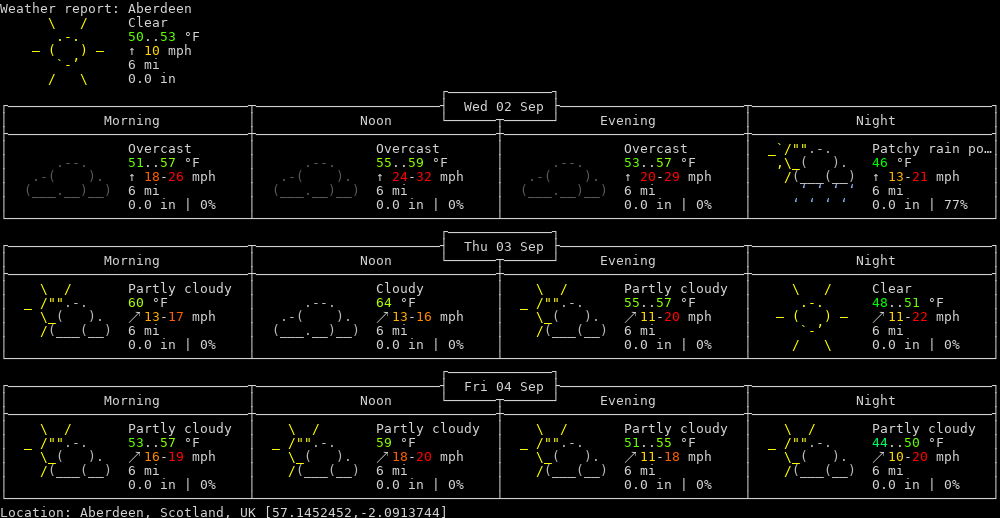 Weather report: Aberdeen
Clear
50..53 °F
↑ 10 mph
6 mi
0.0 in
Wed 02 Sep
Morning Noon Evening Night
Overcast Overcast Overcast Patchy rain po…
51..57 °F 55..59 °F 53..57 °F 46 °F
↑ 18-26 mph ↑ 24-32 mph ↑ 20-29 mph ↑ 13-21 mph
6 mi 6 mi 6 mi 6 mi
0.0 in | 0% 0.0 in | 0% 0.0 in | 0% 0.0 in | 77%
Thu 03 Sep
Morning Noon Evening Night
Partly cloudy Cloudy Partly cloudy Clear
60 °F 64 °F 55..57 °F 48..51 °F
↗ 13-17 mph ↗ 13-16 mph ↗ 11-20 mph ↗ 11-22 mph
6 mi 6 mi 6 mi 6 mi
0.0 in | 0% 0.0 in | 0% 0.0 in | 0% 0.0 in | 0%
Fri 04 Sep
Morning Noon Evening Night
Partly cloudy Partly cloudy Partly cloudy Partly cloudy
53..57 °F 59 °F 51..55 °F 44..50 °F
↗ 16-19 mph ↗ 18-20 mph ↗ 11-18 mph ↗ 10-20 mph
6 mi 6 mi 6 mi 6 mi
0.0 in | 0% 0.0 in | 0% 0.0 in | 0% 0.0 in | 0%
Location: Aberdeen, Scotland, UK [57.1452452,-2.0913744]